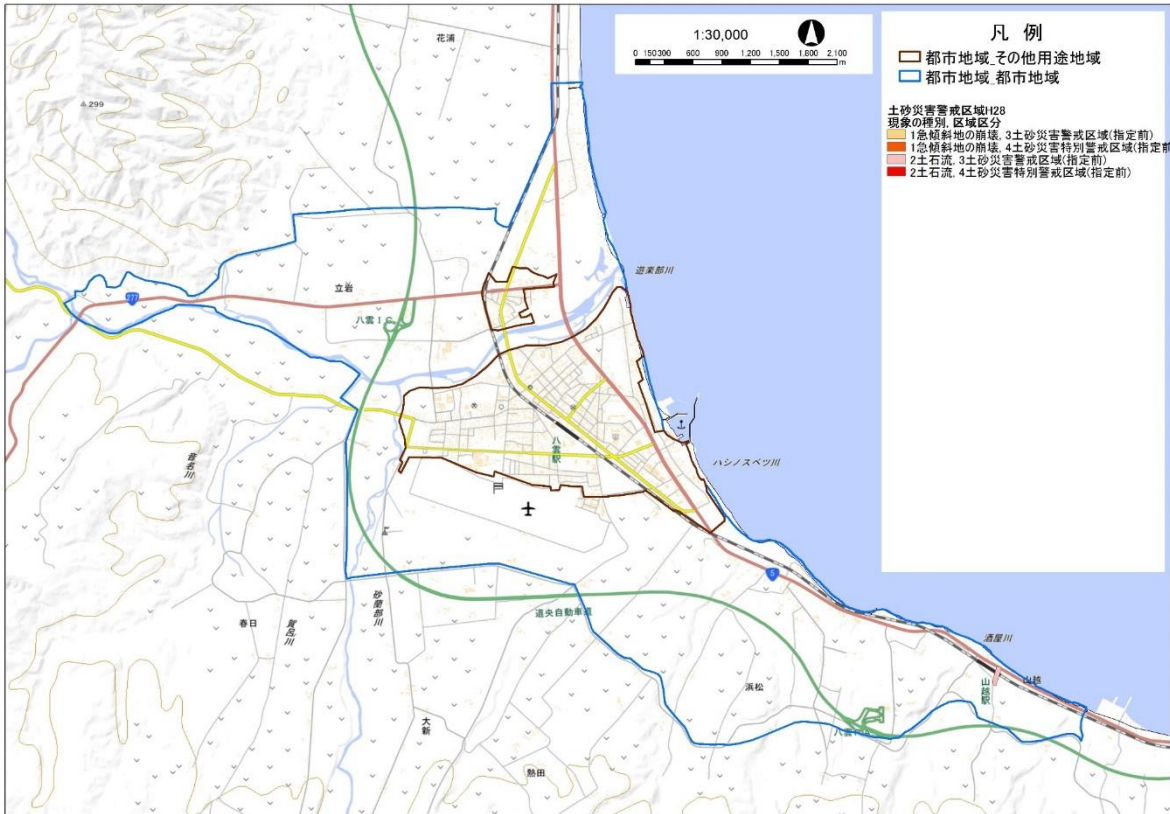 1:30,000
0 150300 600 900 1,200 1,500 1,800 2,100
m
凡 例
都市地域_その他用途地域
都市地域_都市地域
土砂災害警戒区域H28
現象の種別, 区域区分
1急傾斜地の崩壊, 3土砂災害警戒区域(指定前)
1急傾斜地の崩壊, 4土砂災害特別警戒区域(指定前
2土石流, 3土砂災害警戒区域(指定前)
2土石流, 4土砂災害特別警戒区域(指定前)
花浦
299
遊楽部川
立岩
277
八雲IC
八雲駅
音名川
ハシノスベツ川
5
道央自動車道
砂蘭部川
春日
酒屋川
浜松
山越
山越駅
大新
熱田